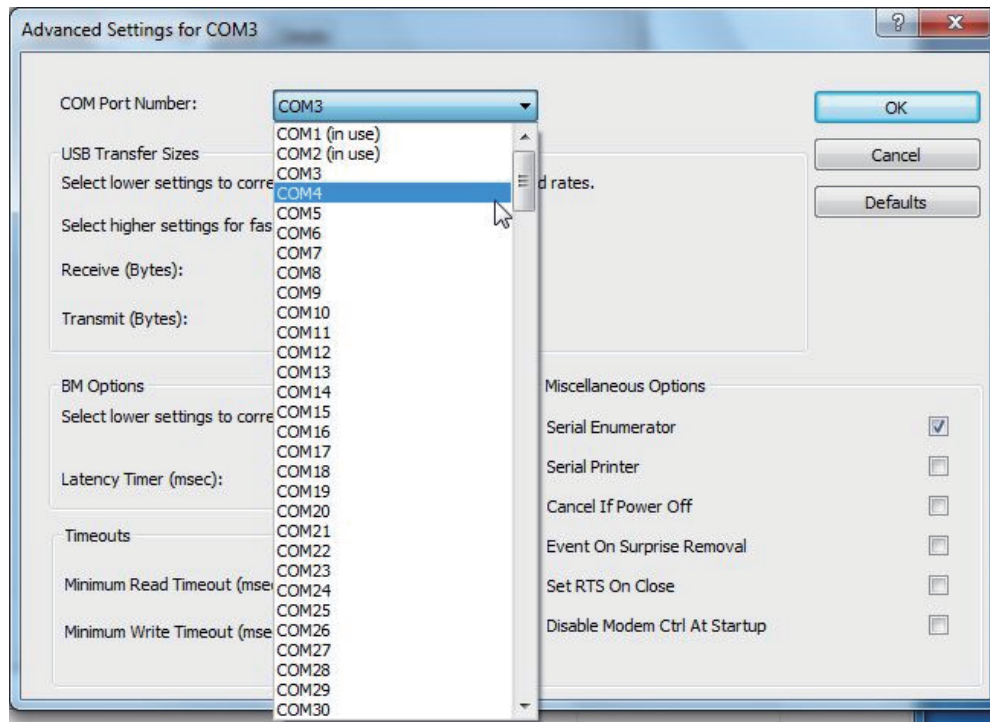 Advanced Settings for COM3
COM Port Number:
COM3
OK
Cancel
Defaults
COM1 (in use)
COM2 (in use)
COM3
COM4
COM5
COM6
COM7
COM8
COM9
COM10
COM11
COM12
COM13
COM14
COM15
COM16
COM17
COM18
COM19
COM20
COM21
COM22
COM23
COM24
COM25
COM26
COM27
COM28
COM29
COM30
USB Transfer Sizes
Select lower settings to d rates.
Select higher settings for
Receive (Bytes):
Transmit (Bytes):
BM Options
Select lower settings to
Latency Timer (msec):
Timeouts
Minimum Read Timeout
Minimum Write Timeout
Miscellaneous Options
Serial Enumerator
Serial Printer
Cancel If Power Off
Event On Surprise Removal
Set RTS On Close
Disable Modem Ctrl At Startup